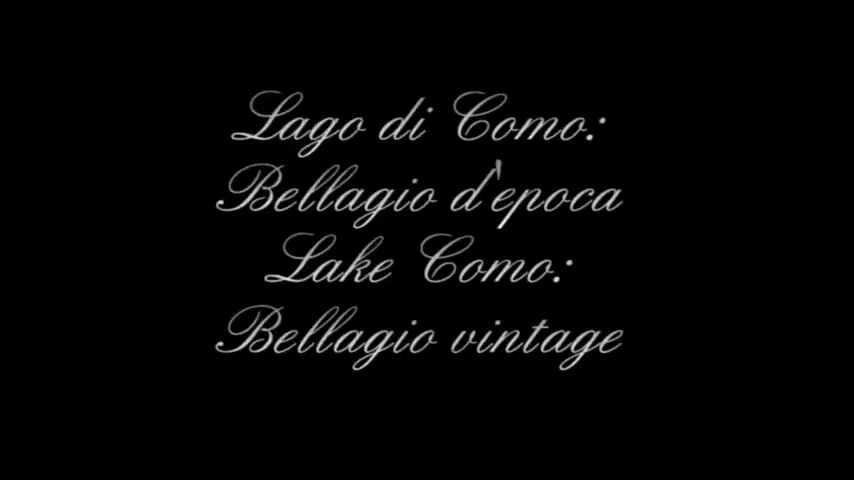 Lago di Como:
Bellagio d'epoca
Lake Como:
Bellagio vintage